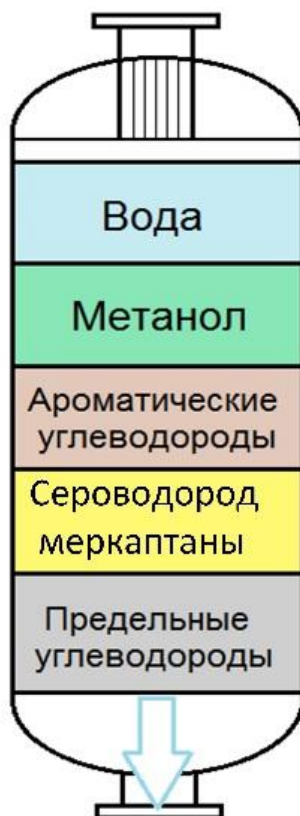 Вода
Метанол
Ароматические
углеводороды
Сероводород
меркаптаны
Предельные
углеводороды